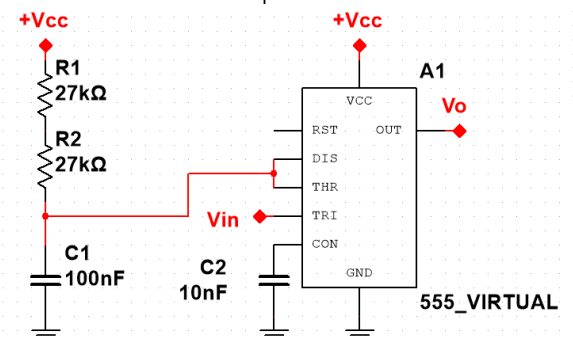 +Vcc
+Vcc
R1
27kΩ
A1
VCC
Vo
RST
OUT
R2
27kΩ
DIS
THR
Vin
TRI
CON
C1
100nF
C2
10nF
GND
555_VIRTUAL